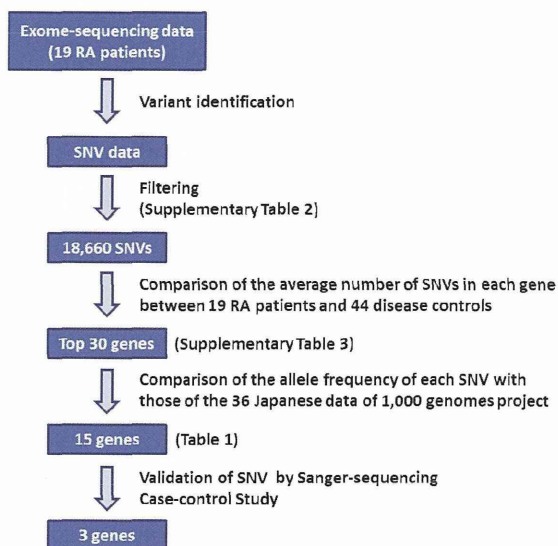 Exome-sequencing data
(19 RA patients)
Variant identification
SNV data
Filtering
(Supplementary Table 2)
18,660 SNVs
Comparison of the average number of SNVs in each gene
between 19 RA patients and 44 disease controls
Top 30 genes (Supplementary Table 3)
Comparison of the allele frequency of each SNV with
those of the 36 Japanese data of 1,000 genomes project
15 genes (Table 1)
Validation of SNV by Sanger-sequencing
Case-control Study
3 genes